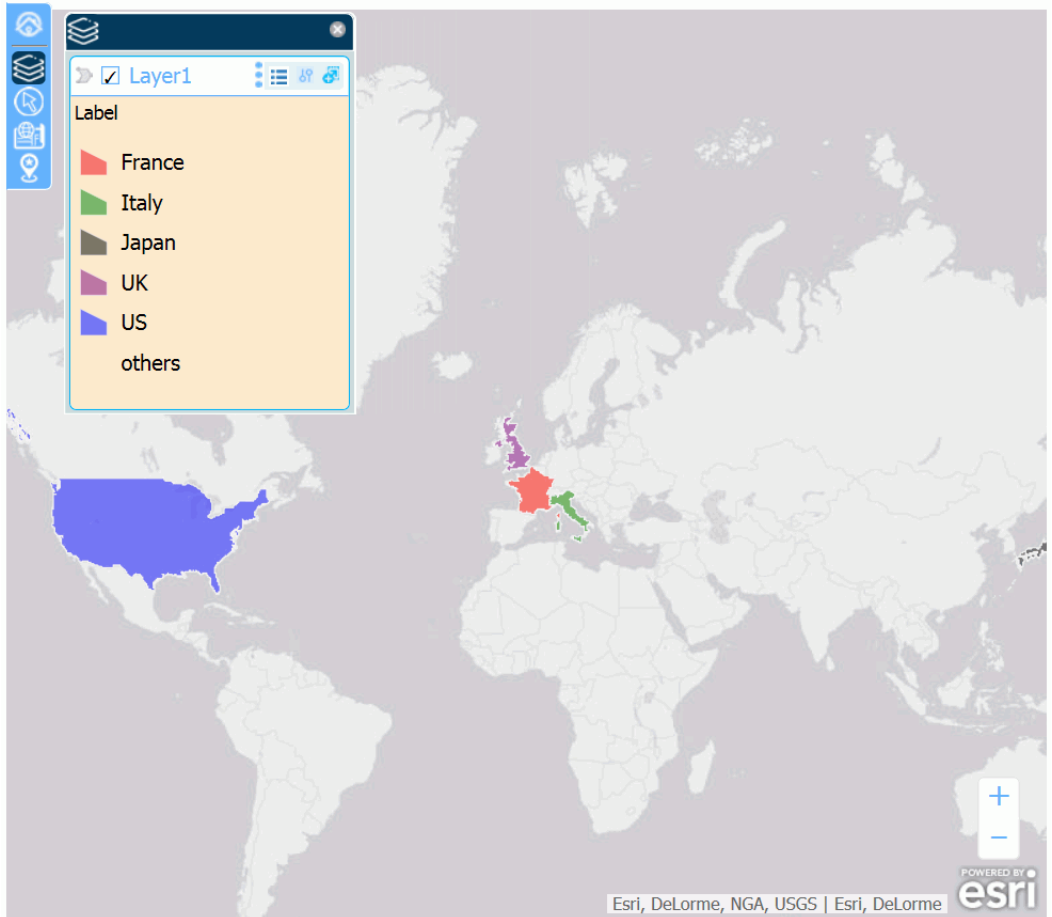 Layer1
Label
France
Italy
Japan
UK
US
others
+
−
POWERED BY
esri
Esri, DeLorme, NGA, USGS | Esri, DeLorme